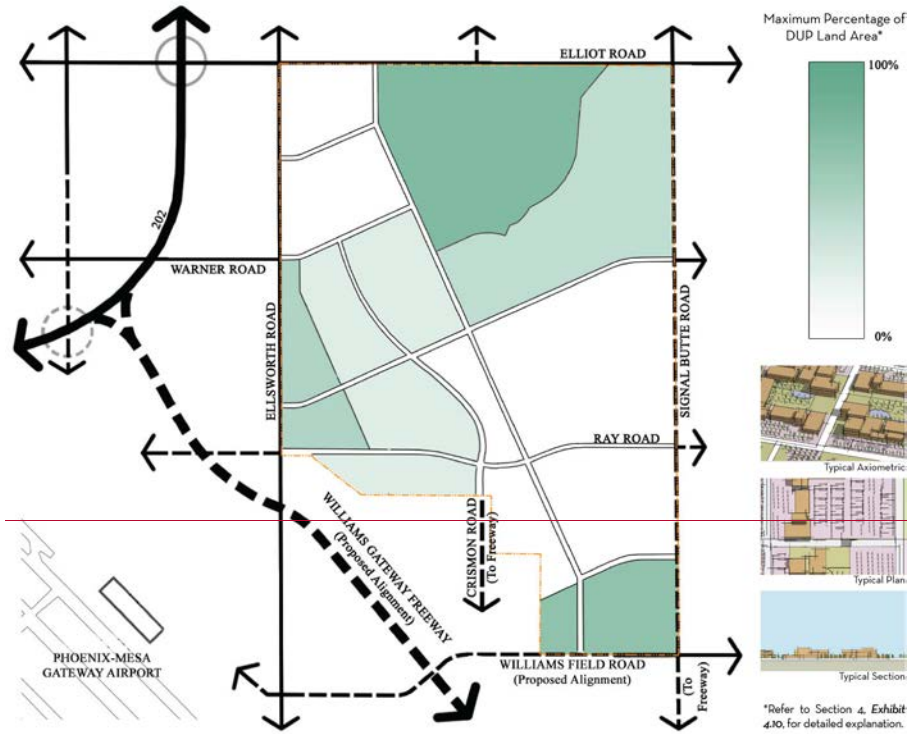 Maximum Percentage of
DUP Land Area*
100%
0%
ELLIOT ROAD
202
WARNER ROAD
ELLSWORTH ROAD
SIGNAL BUTTE ROAD
RAY ROAD
CRISMON ROAD
(To Freeway)
WILLIAMS GATEWAY FREEWAY
(Proposed Alignment)
PHOENIX-MESA
GATEWAY AIRPORT
WILLIAMS FIELD ROAD
(Proposed Alignment)
(To
Freeway)
Typical Axiometric
Typical Plan
Typical Section
*Refer to Section 4, Exhibit
4.10, for detailed explanation.